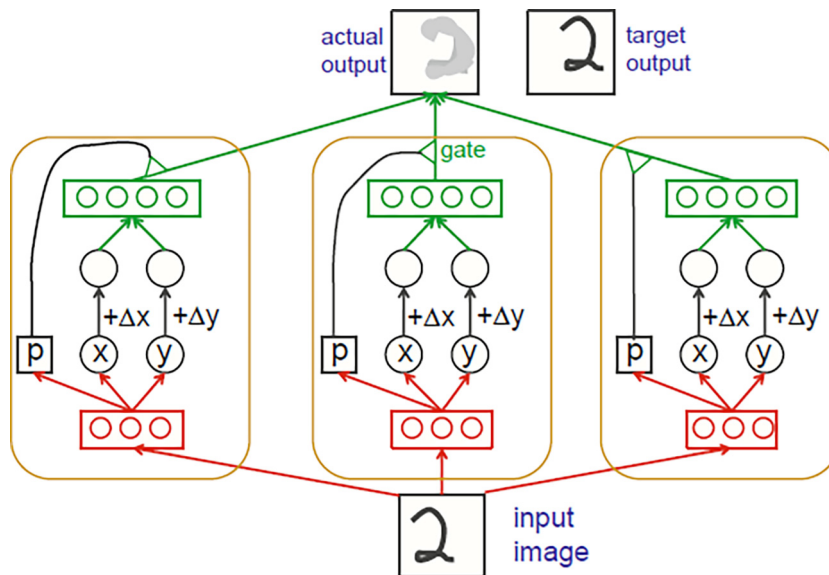 actual
output
target
output
gate
+Δx
+Δy
+Δx
+Δy
+Δx
+Δy
p
x
y
p
x
y
p
x
y
input
image